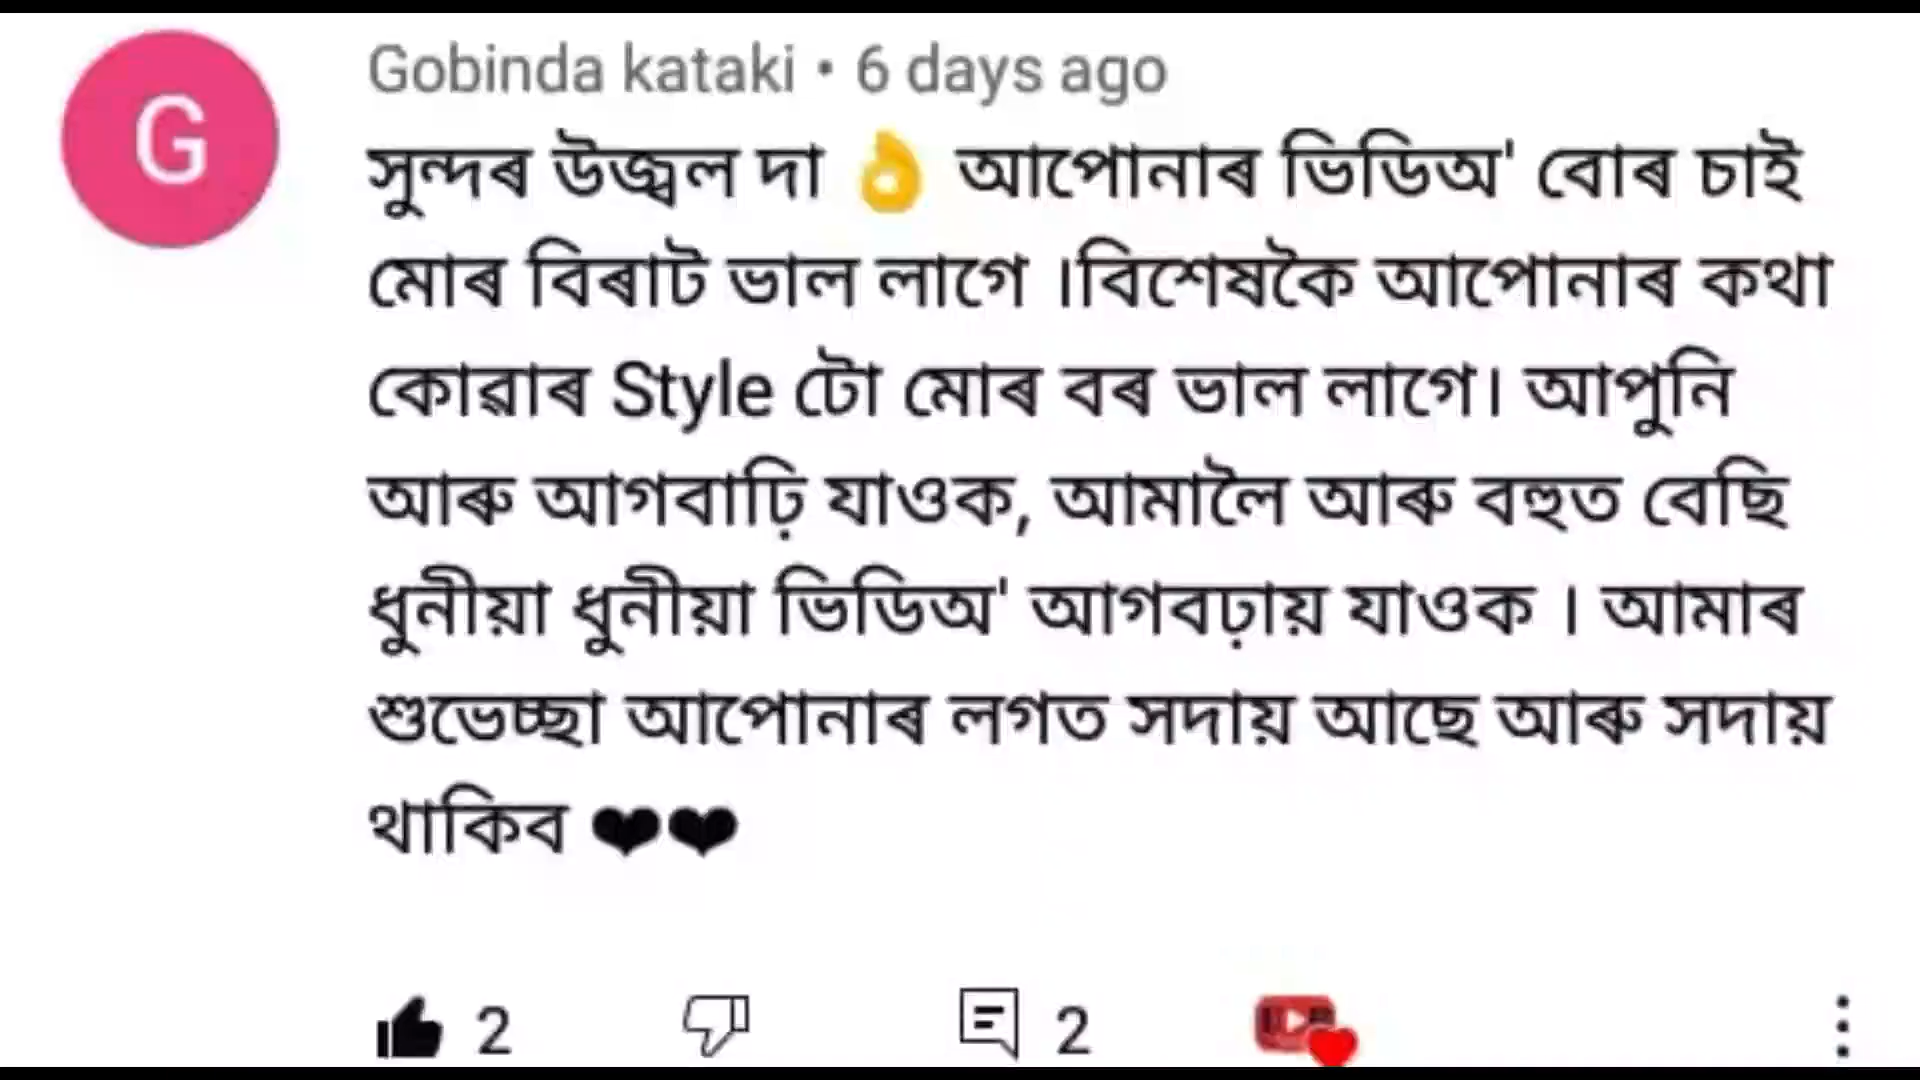 G
Gobinda kataki • 6 days ago
সুন্দৰ উজ্বল দা 👌 আপোনাৰ ভিডিঅ' বোৰ চাই
মোৰ বিৰাট ভাল লাগে ।বিশেষকৈ আপোনাৰ কথা
কোৱাৰ Style টো মোৰ বৰ ভাল লাগে। আপুনি
আৰু আগবাঢ়ি যাওক, আমালৈ আৰু বহুত বেছি
ধুনীয়া ধুনীয়া ভিডিঅ' আগবঢ়ায় যাওক । আমাৰ
শুভেচ্ছা আপোনাৰ লগত সদায় আছে আৰু সদায়
থাকিব ❤❤
2 2